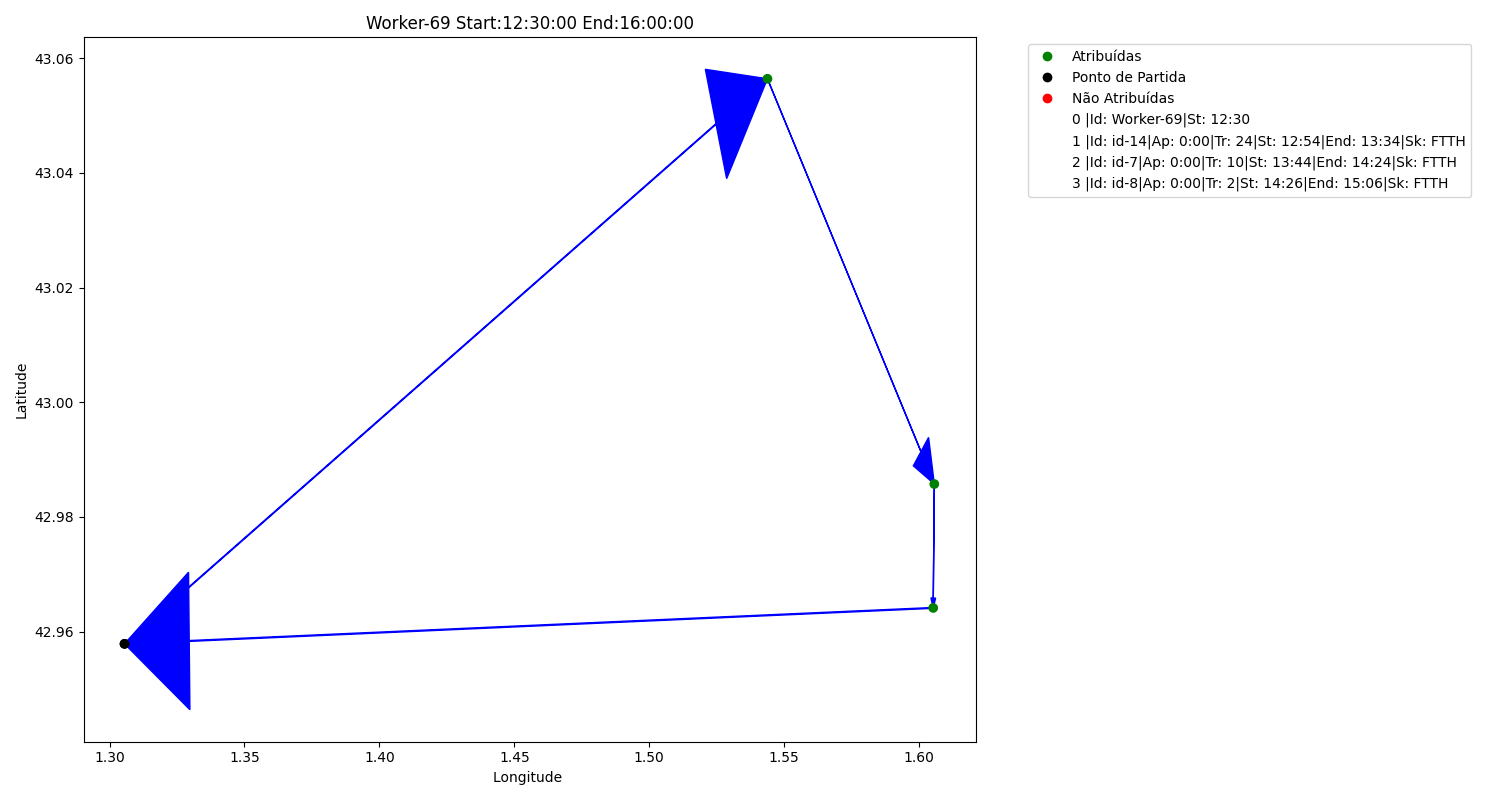 Worker-69 Start:12:30:00 End:16:00:00
43.06
43.04
43.02
43.00
42.98
42.96
Latitude
1.30
1.35
1.40
1.45
1.50
1.55
1.60
Longitude
Atribuídas
Ponto de Partida
Não Atribuídas
0 |Id: Worker-69|St: 12:30
1 |Id: id-14|Ap: 0:00|Tr: 24|St: 12:54|End: 13:34|Sk: FTTH
2 |Id: id-7|Ap: 0:00|Tr: 10|St: 13:44|End: 14:24|Sk: FTTH
3 |Id: id-8|Ap: 0:00|Tr: 2|St: 14:26|End: 15:06|Sk: FTTH